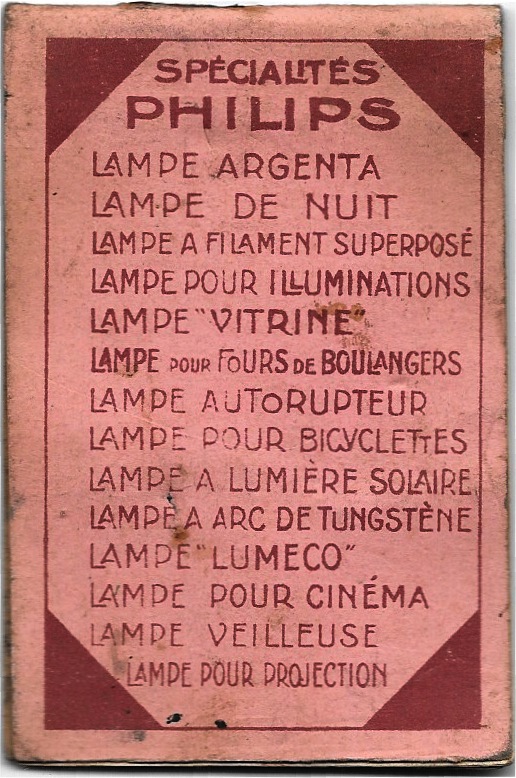 SPÉCIALITÉS
PHILIPS
LAMPE ARGENTA
LAMPE DE NUIT
LAMPE A FILAMENT SUPERPOSÉ
LAMPE POUR ILLUMINATIONS
LAMPE "VITRINE"
LAMPE POUR FOURS DE BOULANGERS
LAMPE AUTORUPTEUR
LAMPE POUR BICYCLETTES
LAMPE A LUMIÈRE SOLAIRE
LAMPE A ARC DE TUNGSTÈNE
LAMPE "LUMECO"
LAMPE POUR CINÉMA
LAMPE VEILLEUSE
LAMPE POUR PROJECTION